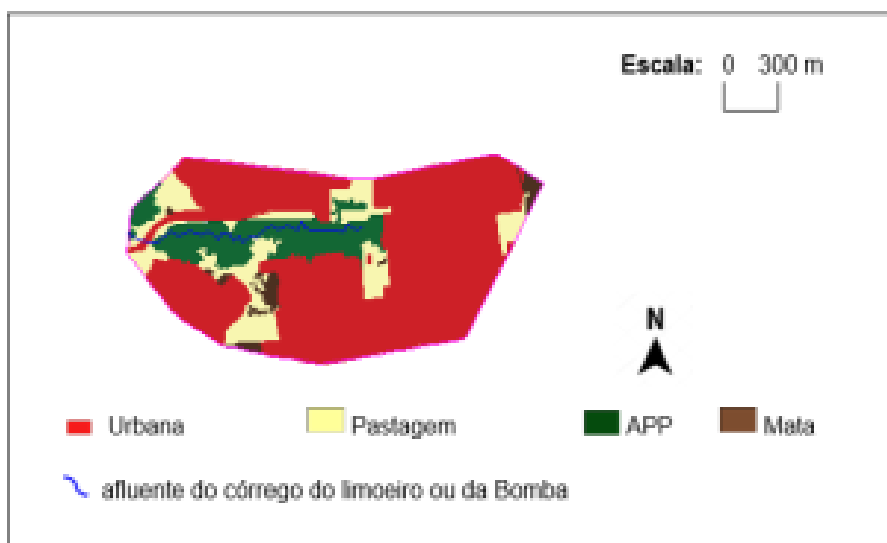 Escala: 0 300 m
N
Urbana Pastagem APP Mata
afluente do córrego do limoeiro ou da Bomba